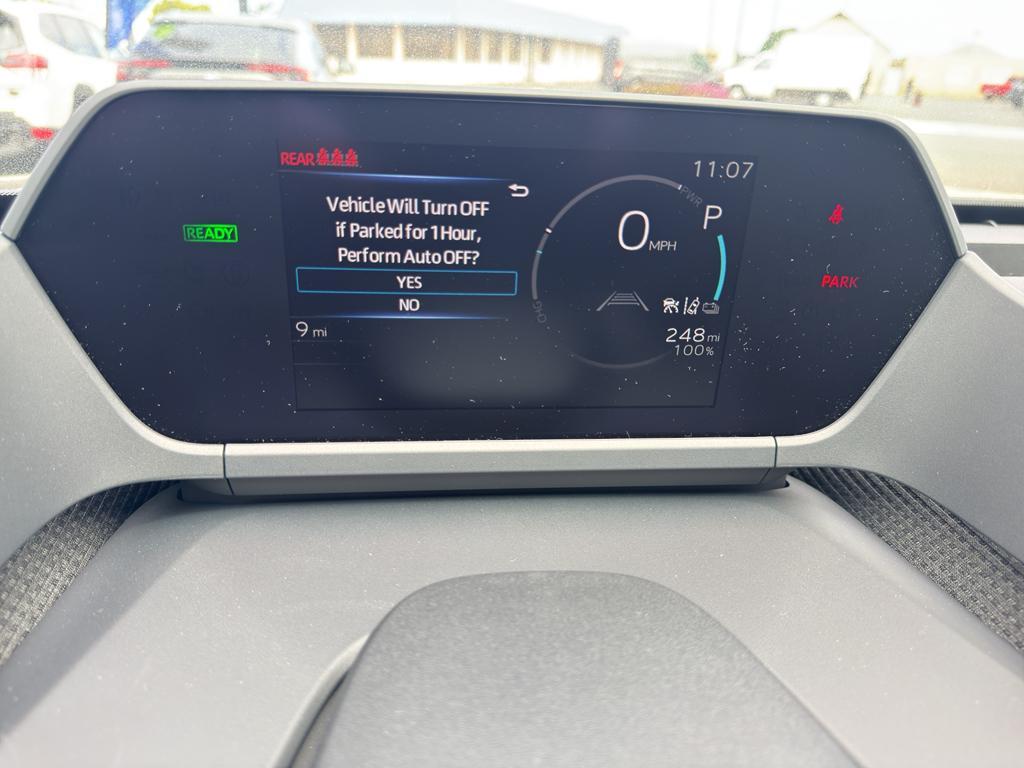 REAR
11:07
Vehicle Will Turn OFF
if Parked for 1 Hour,
Perform Auto OFF?
YES
NO
9 mi
READY
PWR
P
0 MPH
CHG
248 mi
100%
PARK